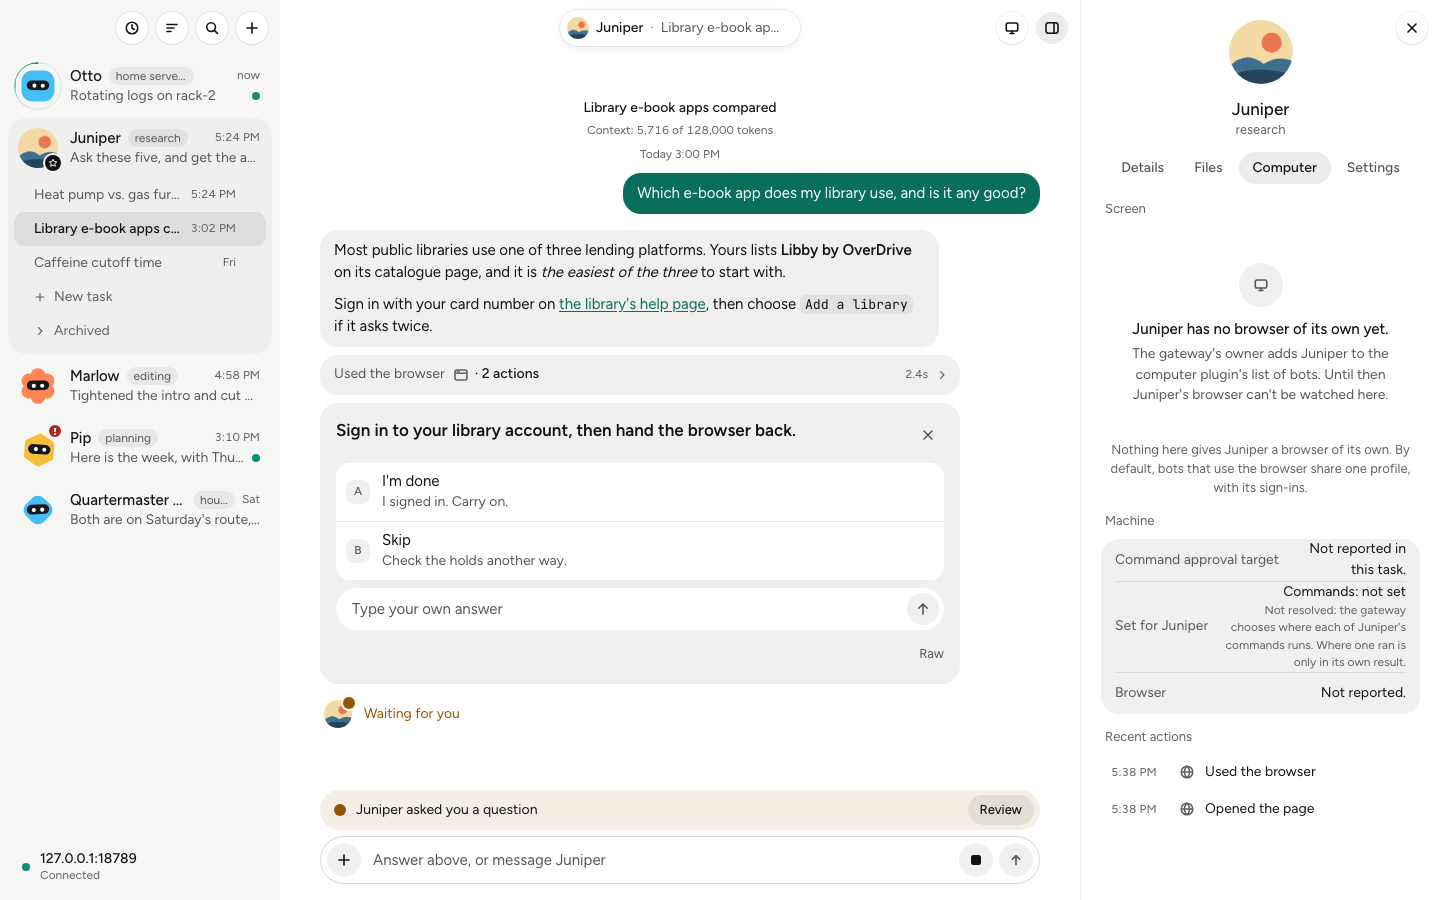 Otto home serve... now
Rotating logs on rack-2
Juniper research 5:24 PM
Ask these five, and get the a...
Heat pump vs. gas fur... 5:24 PM
Library e-book apps c... 3:02 PM
Caffeine cutoff time Fri
New task
Archived
Marlow editing 4:58 PM
Tightened the intro and cut ...
Pip planning 3:10 PM
Here is the week, with Thu...
Quartermaster ... hou... Sat
Both are on Saturday's route,...
127.0.0.1:18789
Connected
Juniper · Library e-book ap...
Library e-book apps compared
Context: 5,716 of 128,000 tokens
Today 3:00 PM
Which e-book app does my library use, and is it any good?
Most public libraries use one of three lending platforms. Yours lists Libby by OverDrive
on its catalogue page, and it is the easiest of the three to start with.
Sign in with your card number on the library's help page, then choose Add a library
if it asks twice.
Used the browser · 2 actions 2.4s
Sign in to your library account, then hand the browser back.
A I'm done
I signed in. Carry on.
B Skip
Check the holds another way.
Type your own answer
Raw
Waiting for you
Juniper asked you a question Review
Answer above, or message Juniper
Juniper
research
Details Files Computer Settings
Screen
Juniper has no browser of its own yet.
The gateway's owner adds Juniper to the
computer plugin's list of bots. Until then
Juniper's browser can't be watched here.
Nothing here gives Juniper a browser of its own. By
default, bots that use the browser share one profile,
with its sign-ins.
Machine
Command approval target Not reported in
this task.
Commands: not set
Set for Juniper Not resolved: the gateway
chooses where each of Juniper's
commands runs. Where one ran is
only in its own result.
Browser Not reported.
Recent actions
5:38 PM Used the browser
5:38 PM Opened the page